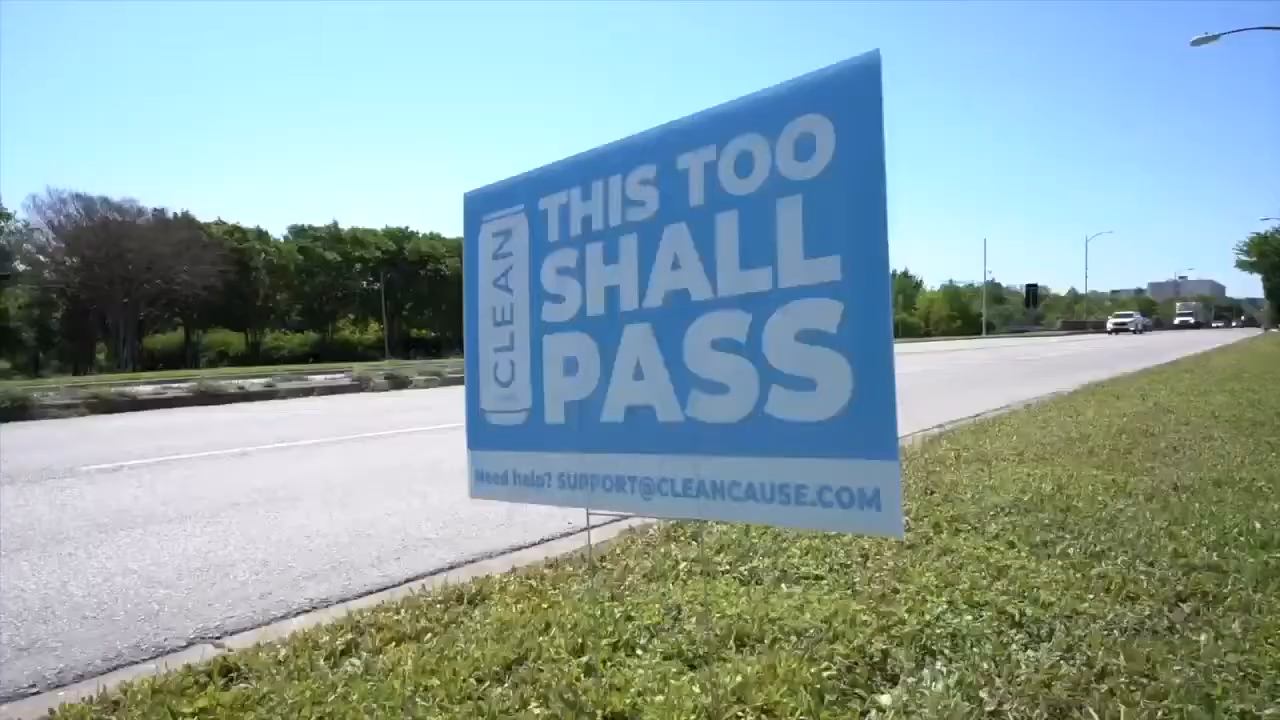 CLEAN
THIS TOO
SHALL
PASS
Need help? SUPPORT@CLEANCAUSE.COM